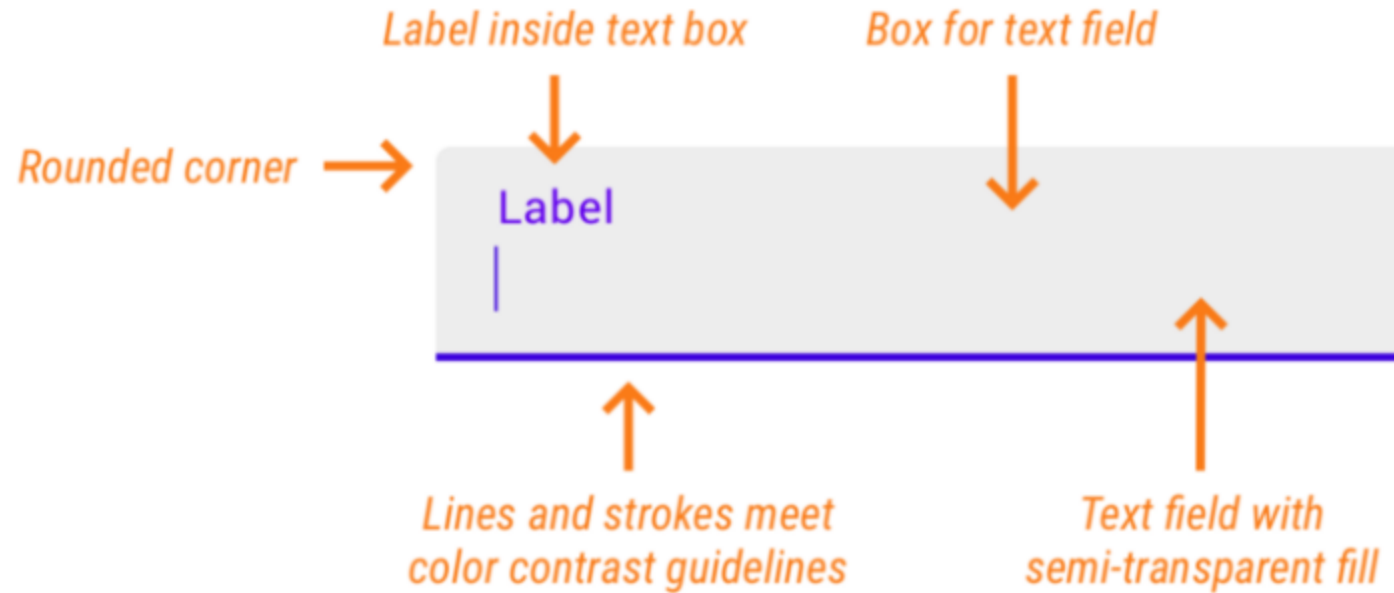 Label inside text box
Box for text field
Rounded corner
Label
Lines and strokes meet
color contrast guidelines
Text field with
semi-transparent fill